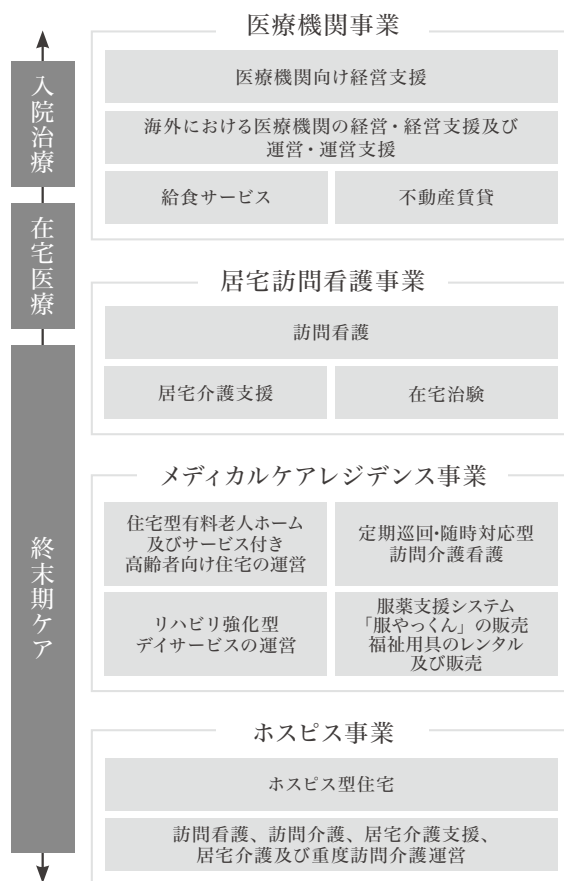 入院治療
在宅医療
終末期ケア
医療機関事業
医療機関向け経営支援
海外における医療機関の経営・経営支援及び
運営・運営支援
給食サービス
不動産賃貸
居宅訪問看護事業
訪問看護
居宅介護支援
在宅治験
メディカルケアレジデンス事業
住宅型有料老人ホーム
及びサービス付き
高齢者向け住宅の運営
定期巡回・随時対応型
訪問介護看護
リハビリ強化型
デイサービスの運営
服薬支援システム
「服やっくん」の販売
福祉用具のレンタル
及び販売
ホスピス事業
ホスピス型住宅
訪問看護、訪問介護、居宅介護支援、
居宅介護及び重度訪問介護運営